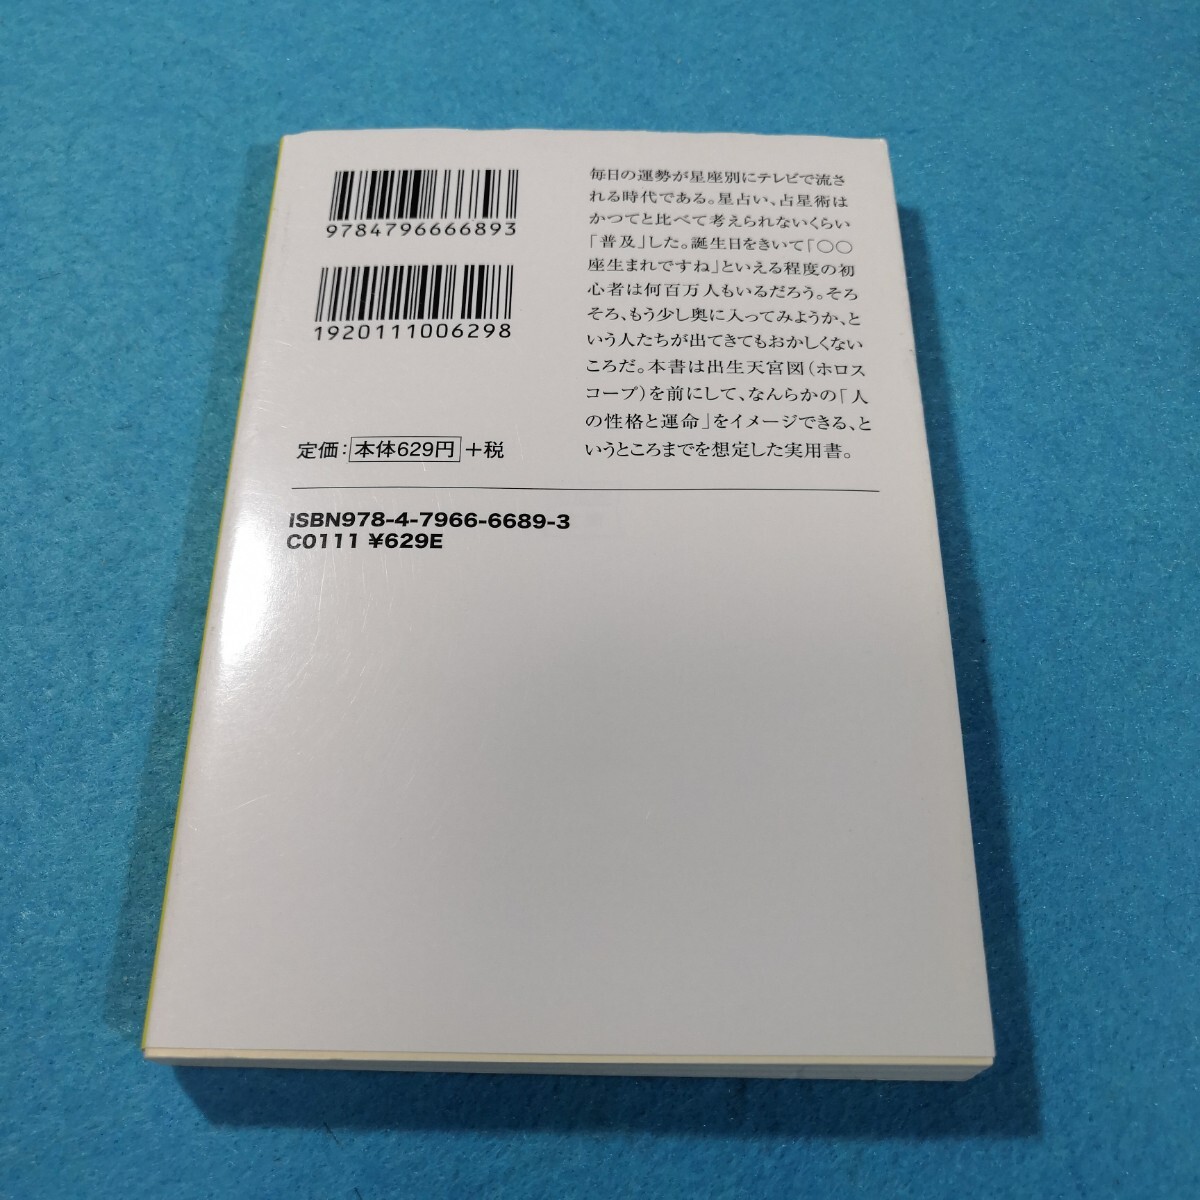 9784796666893
1920111006298
定価：本体629円＋税
毎日の運勢が星座別にテレビで流さ
れる時代である。星占い、占星術は
かつてと比べて考えられないくらい
「普及」した。誕生日をきいて「○○
座生まれですね」といえる程度の初
心者は何百万人もいるだろう。そろ
そろ、もう少し奥に入ってみようか、と
いう人たちが出てきてもおかしくない
ころだ。本書は出生天宮図（ホロス
コープ）を前にして、なんらかの「人
の性格と運命」をイメージできる、と
いうところまでを想定した実用書。
ISBN978-4-7966-6689-3
C0111 ¥629E